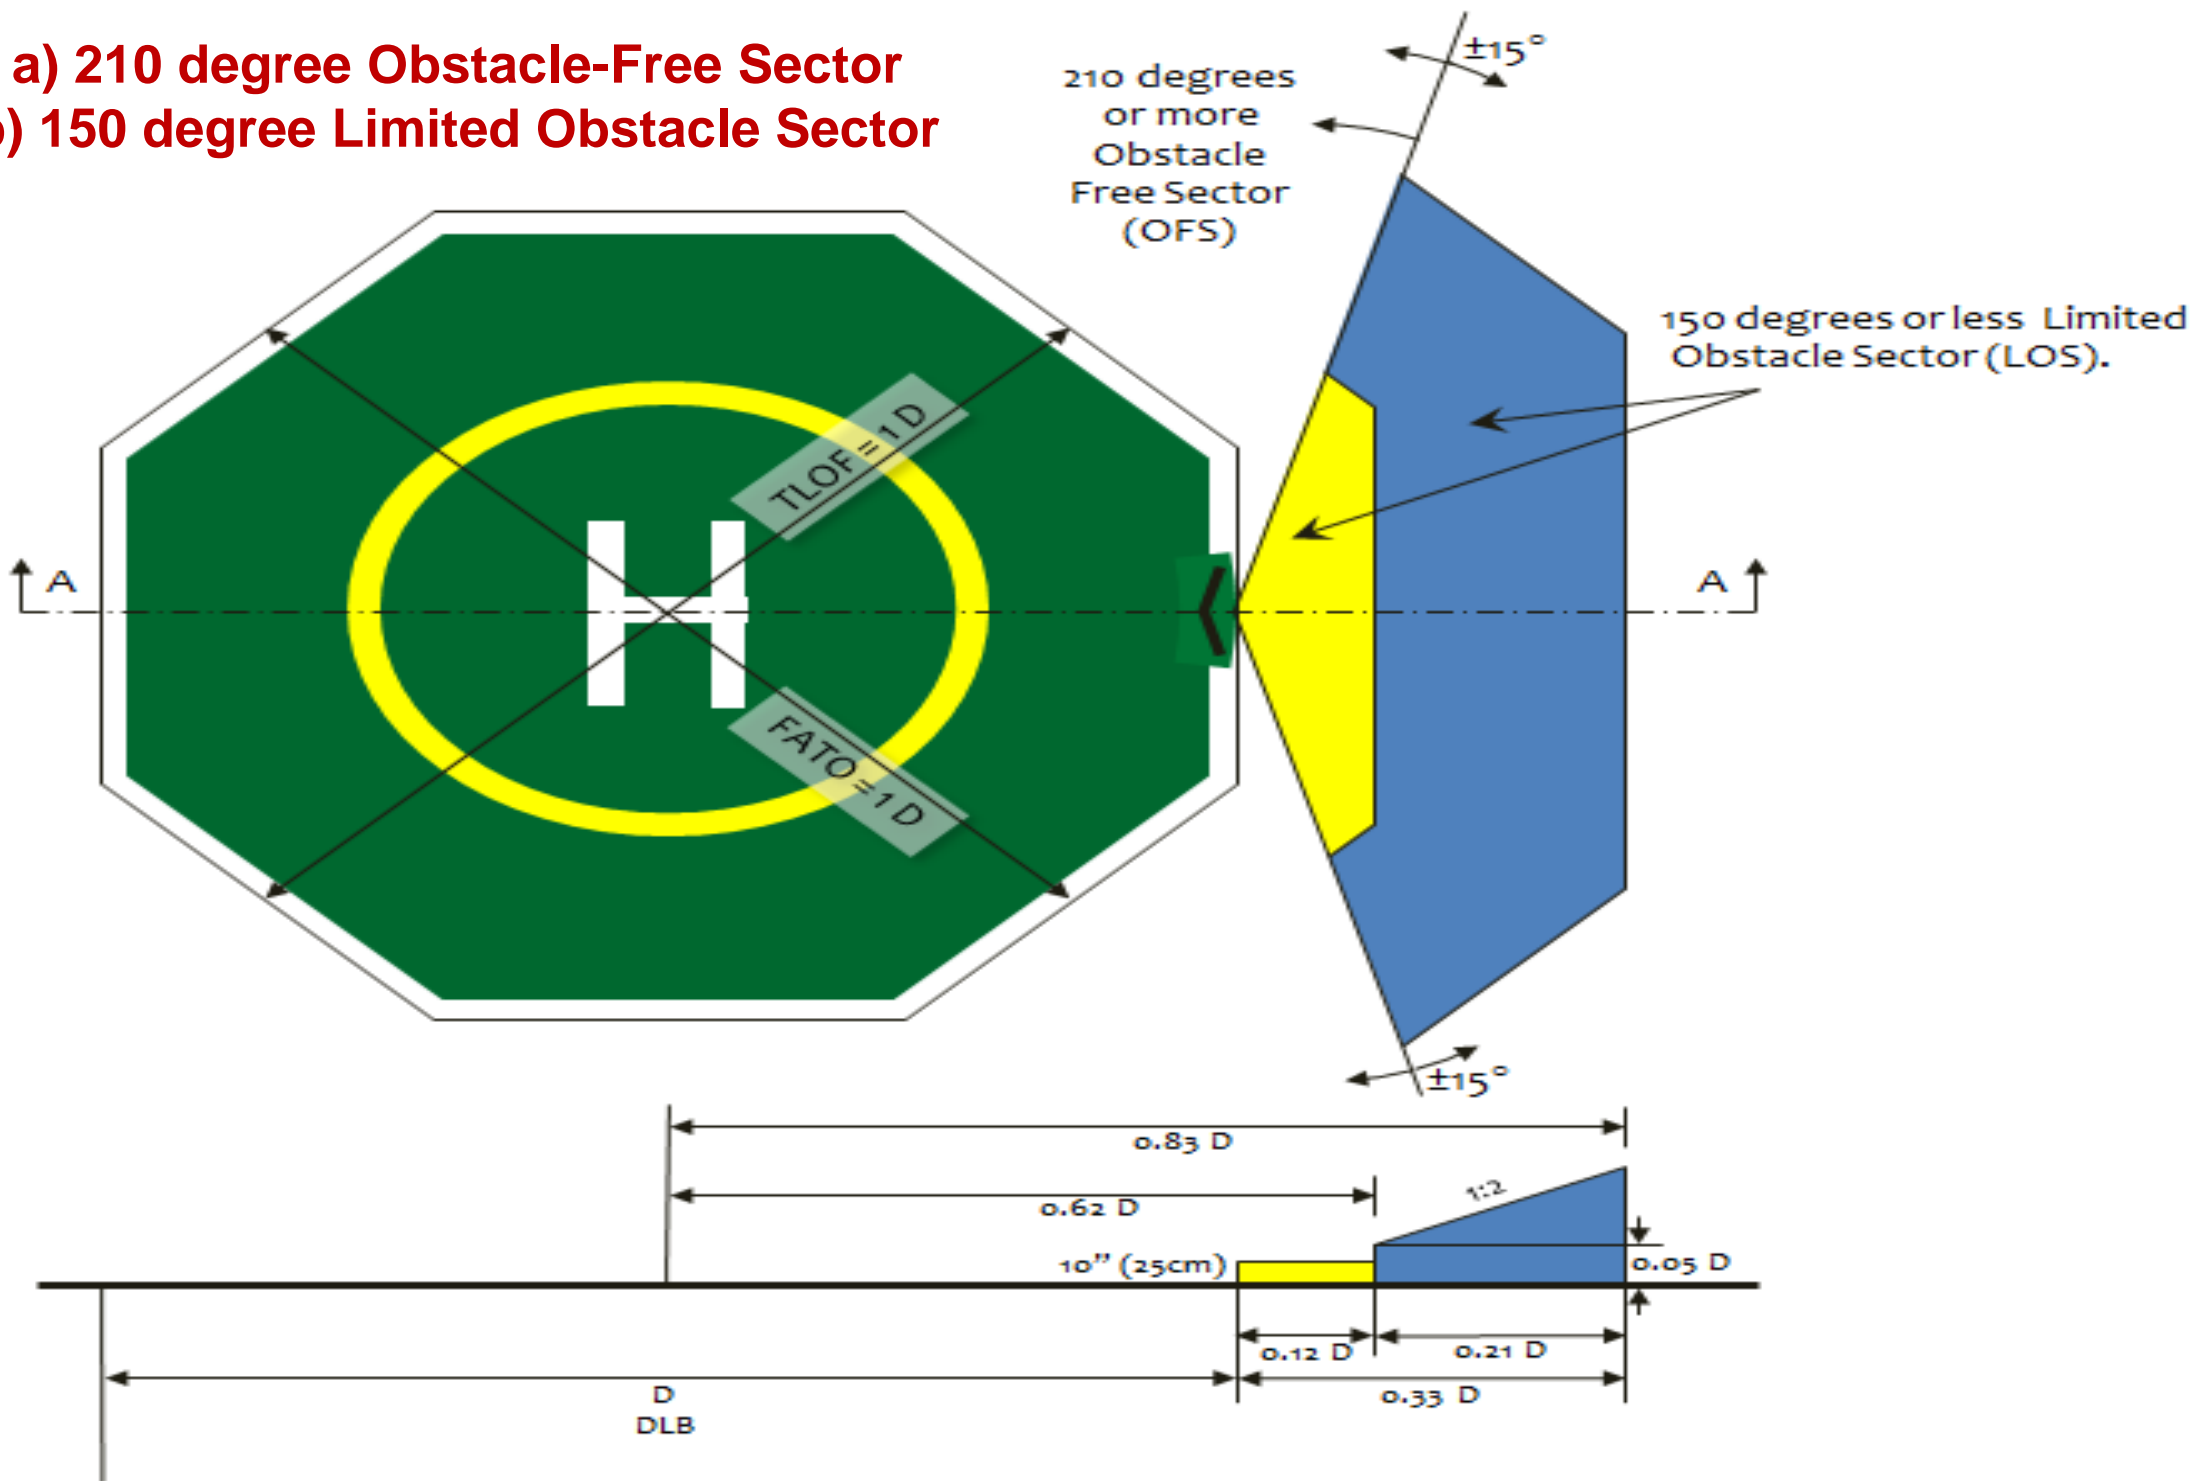 a) 210 degree Obstacle-Free Sector
) 150 degree Limited Obstacle Sector
±15°
210 degrees
or more
Obstacle
Free Sector
(OFS)
150 degrees or less Limited
Obstacle Sector (LOS).
TLOF = 1 D
H
A
A
FATO = 1 D
±15°
0.83 D
0.62 D
1:2
10” (25cm)
0.05 D
0.12 D
0.21 D
D
0.33 D
DLB